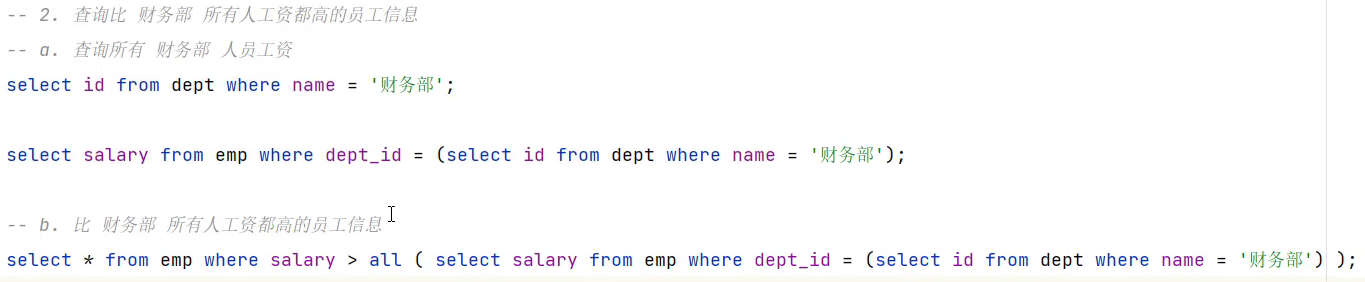 -- 2. 查询比 财务部 所有人工资都高的员工信息
-- a. 查询所有 财务部 人员工资
select id from dept where name = '财务部';
select salary from emp where dept_id = (select id from dept where name = '财务部');
-- b. 比 财务部 所有人工资都高的员工信息
select * from emp where salary > all ( select salary from emp where dept_id = (select id from dept where name = '财务部') );